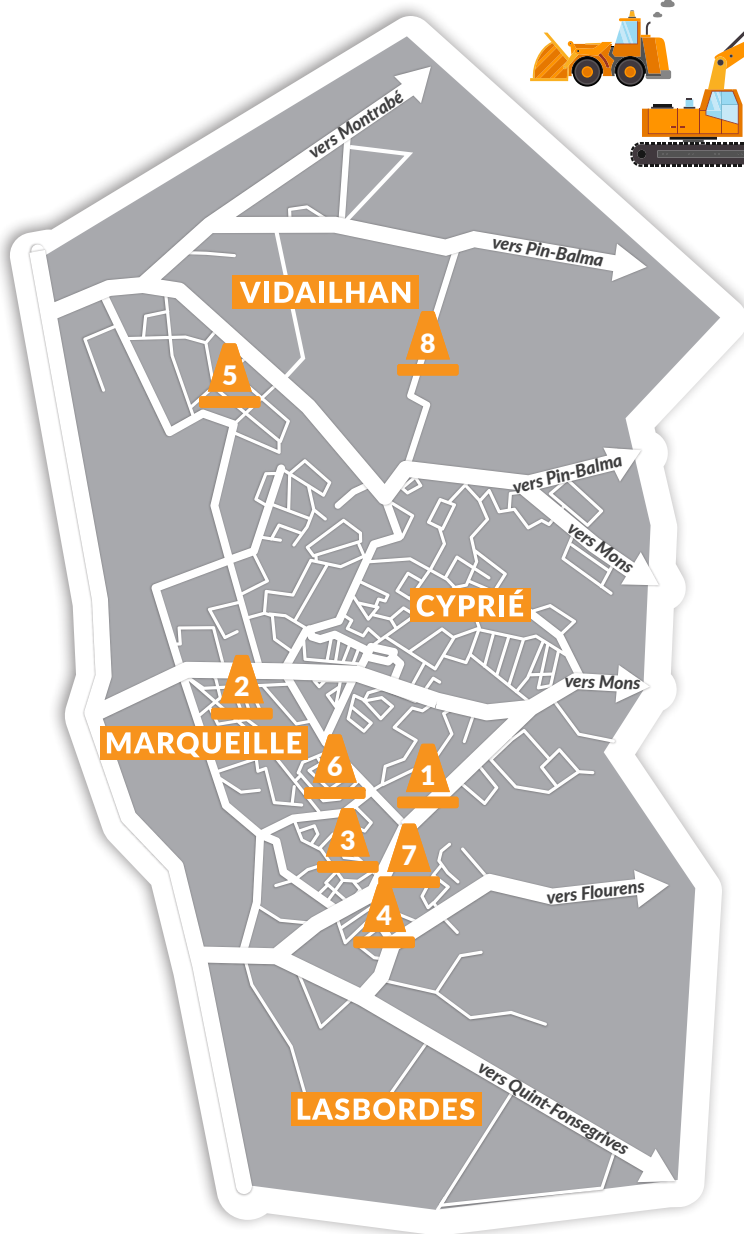 vers Montrabé
vers Pin-Balma
VIDAILHAN
8
5
vers Pin-Balma
vers Mons
CYPRIÉ
vers Mons
2
MARQUEILLE
6
1
3
7
vers Flourens
4
vers Quint-Fonsegrives
LASBORDES